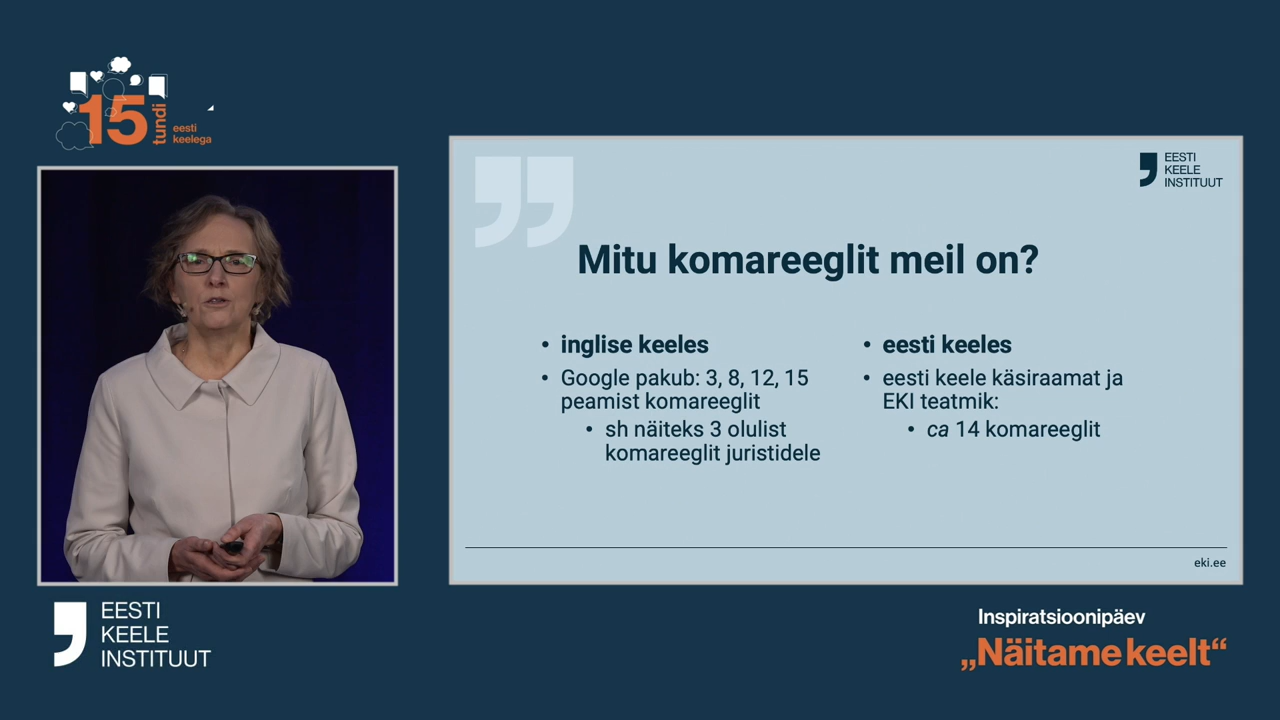 15
tundi
eesti
keelega
EESTI
KEELE
INSTITUUT
Mitu komareeglit meil on?
• inglise keeles
• Google pakub: 3, 8, 12, 15
peamist komareeglit
• sh näiteks 3 olulist
komareeglit juristidele
• eesti keeles
• eesti keele käsiraamat ja
EKI teatmik:
• ca 14 komareeglit
eki.ee
EESTI
KEELE
INSTITUUT
Inspiratsioonipäev
„Näitame keelt“